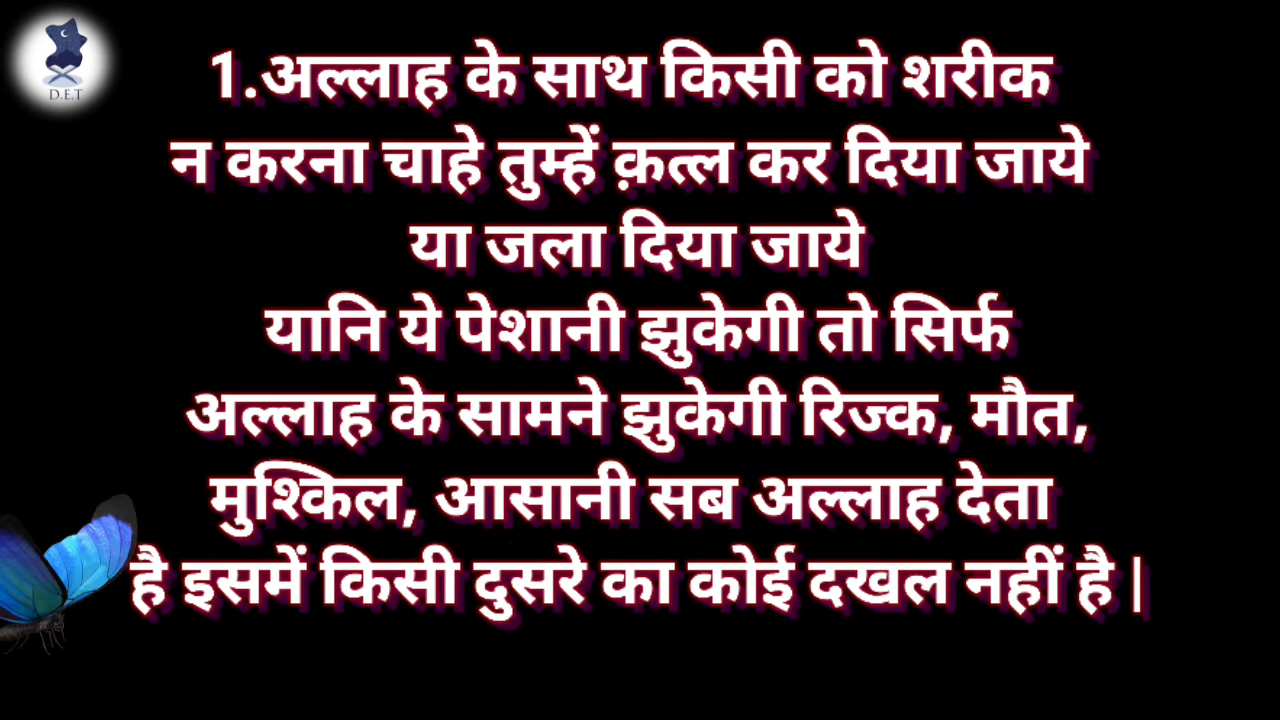 D.E.T
1.अल्लाह के साथ किसी को शरीक
न करना चाहे तुम्हें क़त्ल कर दिया जाये
या जला दिया जाये
यानि ये पेशानी झुकेगी तो सिर्फ
अल्लाह के सामने झुकेगी रिज्क, मौत,
मुश्किल, आसानी सब अल्लाह देता
है इसमें किसी दुसरे का कोई दखल नहीं है |